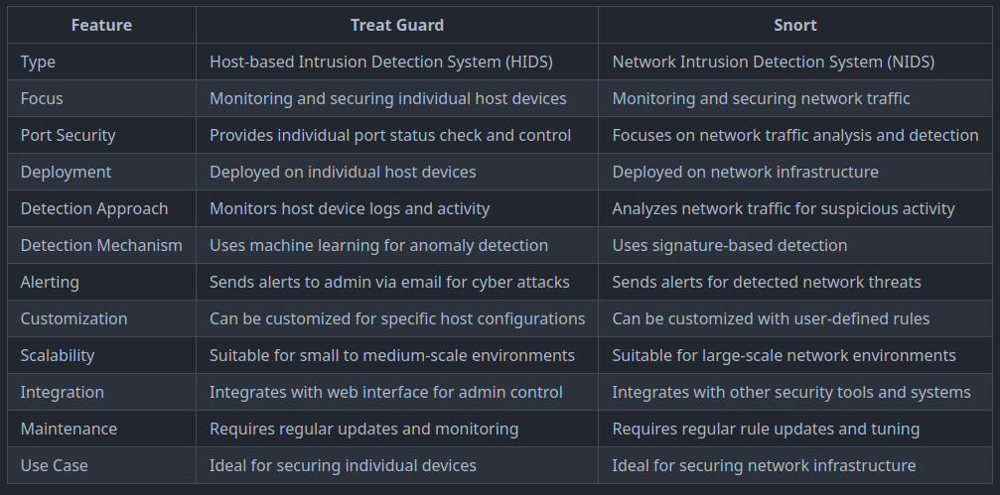 Feature Treat Guard Snort
Type Host-based Intrusion Detection System (HIDS) Network Intrusion Detection System (NIDS)
Focus Monitoring and securing individual host devices Monitoring and securing network traffic
Port Security Provides individual port status check and control Focuses on network traffic analysis and detection
Deployment Deployed on individual host devices Deployed on network infrastructure
Detection Approach Monitors host device logs and activity Analyzes network traffic for suspicious activity
Detection Mechanism Uses machine learning for anomaly detection Uses signature-based detection
Alerting Sends alerts to admin via email for cyber attacks Sends alerts for detected network threats
Customization Can be customized for specific host configurations Can be customized with user-defined rules
Scalability Suitable for small to medium-scale environments Suitable for large-scale network environments
Integration Integrates with web interface for admin control Integrates with other security tools and systems
Maintenance Requires regular updates and monitoring Requires regular rule updates and tuning
Use Case Ideal for securing individual devices Ideal for securing network infrastructure